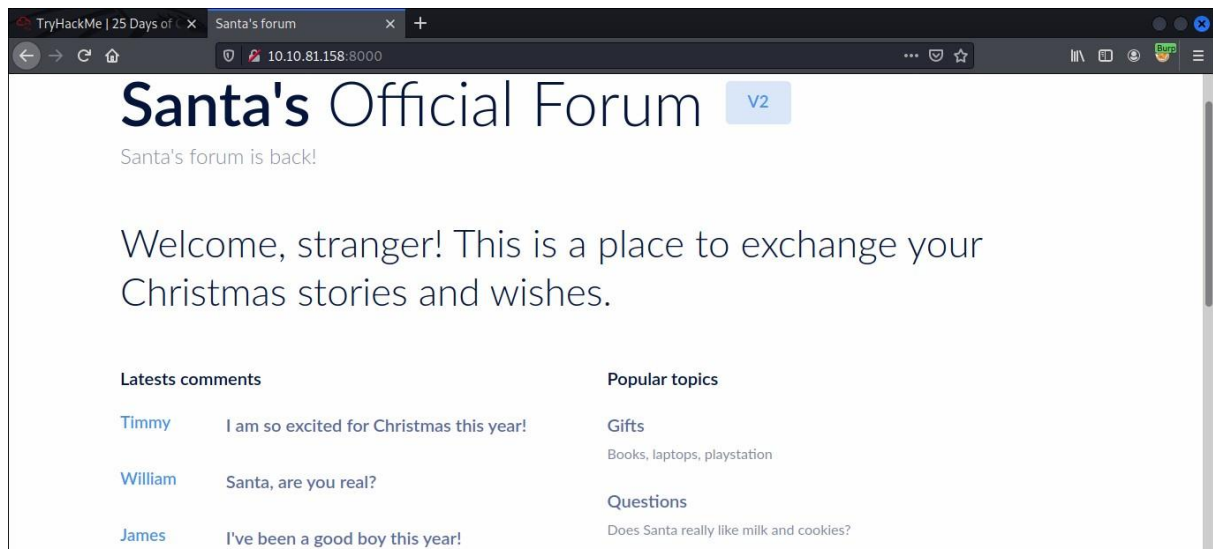 TryHackMe | 25 Days of C
Santa's forum
10.10.81.158:8000
Burp
Santa's Official Forum V2
Santa's forum is back!
Welcome, stranger! This is a place to exchange your
Christmas stories and wishes.
Latests comments
Timmy I am so excited for Christmas this year!
William Santa, are you real?
James I've been a good boy this year!
Popular topics
Gifts
Books, laptops, playstation
Questions
Does Santa really like milk and cookies?